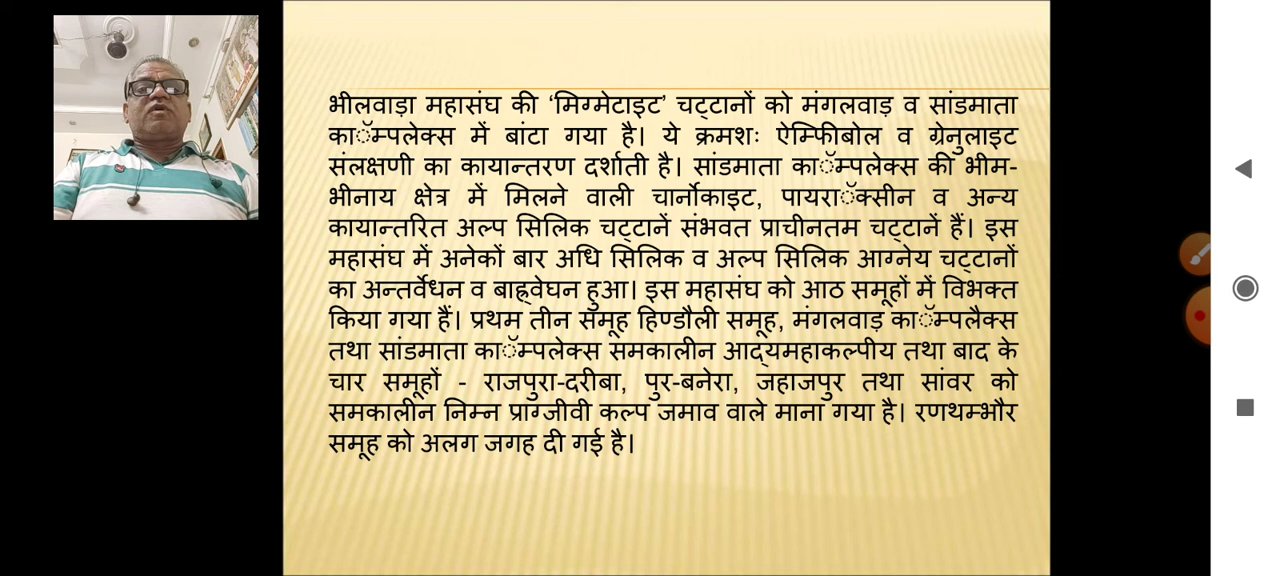 भीलवाड़ा महासंघ की ‘मिग्मेटाइट’ चट्टानों को मंगलवाड़ व सांडमाता
काॅम्पलेक्स में बांटा गया है। ये क्रमशः ऐम्फिीबोल व ग्रेनुलाइट
संलक्षणी का कायान्तरण दर्शाती है। सांडमाता काॅम्पलेक्स की भीम-
भीनाय क्षेत्र में मिलने वाली चार्नोकाइट, पायराॅक्सीन व अन्य
कायान्तरित अल्प सिलिक चट्टानें संभवत प्राचीनतम चट्टानें हैं। इस
महासंघ में अनेकों बार अधि सिलिक व अल्प सिलिक आग्नेय चट्टानों
का अन्तर्वेधन व बाह्र्वेघन हुआ। इस महासंघ को आठ समूहों में विभक्त
किया गया हैं। प्रथम तीन समूह हिण्डौली समूह, मंगलवाड़ काॅम्पलैक्स
तथा सांडमाता काॅम्पलेक्स समकालीन आद्यमहाकल्पीय तथा बाद के
चार समूहों - राजपुरा-दरीबा, पुर-बनेरा, जहाजपुर तथा सांवर को
समकालीन निम्न प्राग्जीवी कल्प जमाव वाले माना गया है। रणथम्भौर
समूह को अलग जगह दी गई है।